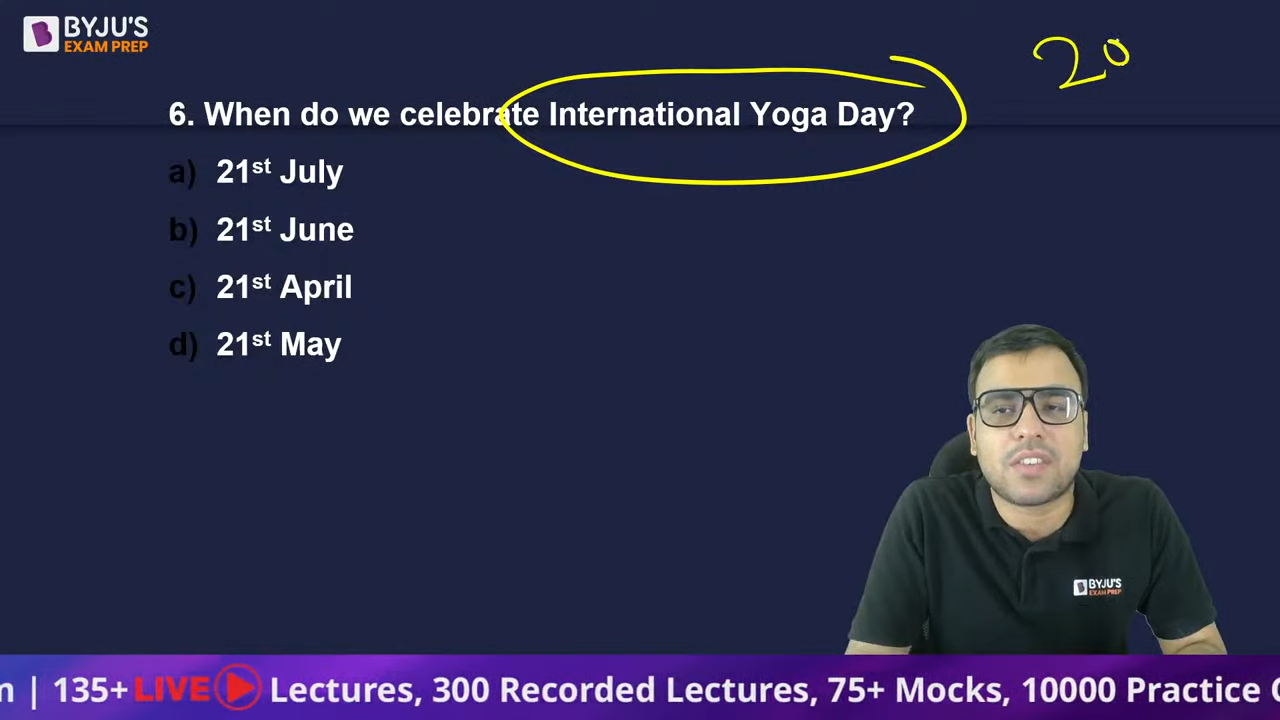 BYJU'S
EXAM PREP
20
6. When do we celebrate International Yoga Day?
a) 21st July
b) 21st June
c) 21st April
d) 21st May
BYJU'S
EXAM PREP
m | 135+ LIVE Lectures, 300 Recorded Lectures, 75+ Mocks, 10000 Practice